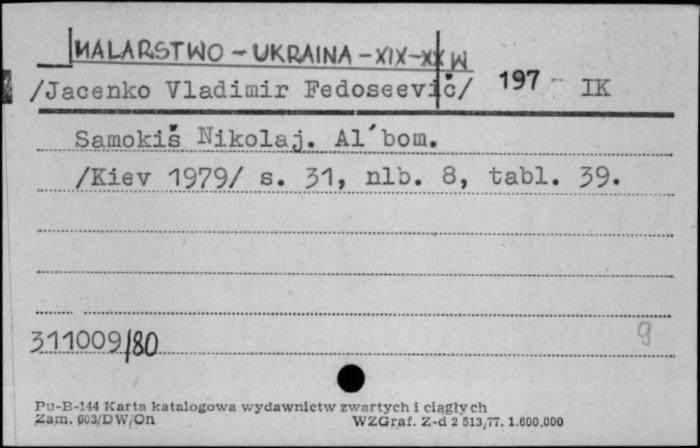 MALARSTWO - UKRAINA - XIX-XX W
/Jacenko Vladimir Fedoseevič/ 197 - IK
Samokiš Nikolaj. Al´bom.
/Kiev 1979/ s. 31, nlb. 8, tabl. 39.
311009/80
9
Pu-B-144 Karta katalogowa wydawnictw zwartych i ciągłych
Zam. 603/DW/On WZGraf. Z-d 2 513/77. 1.600.000